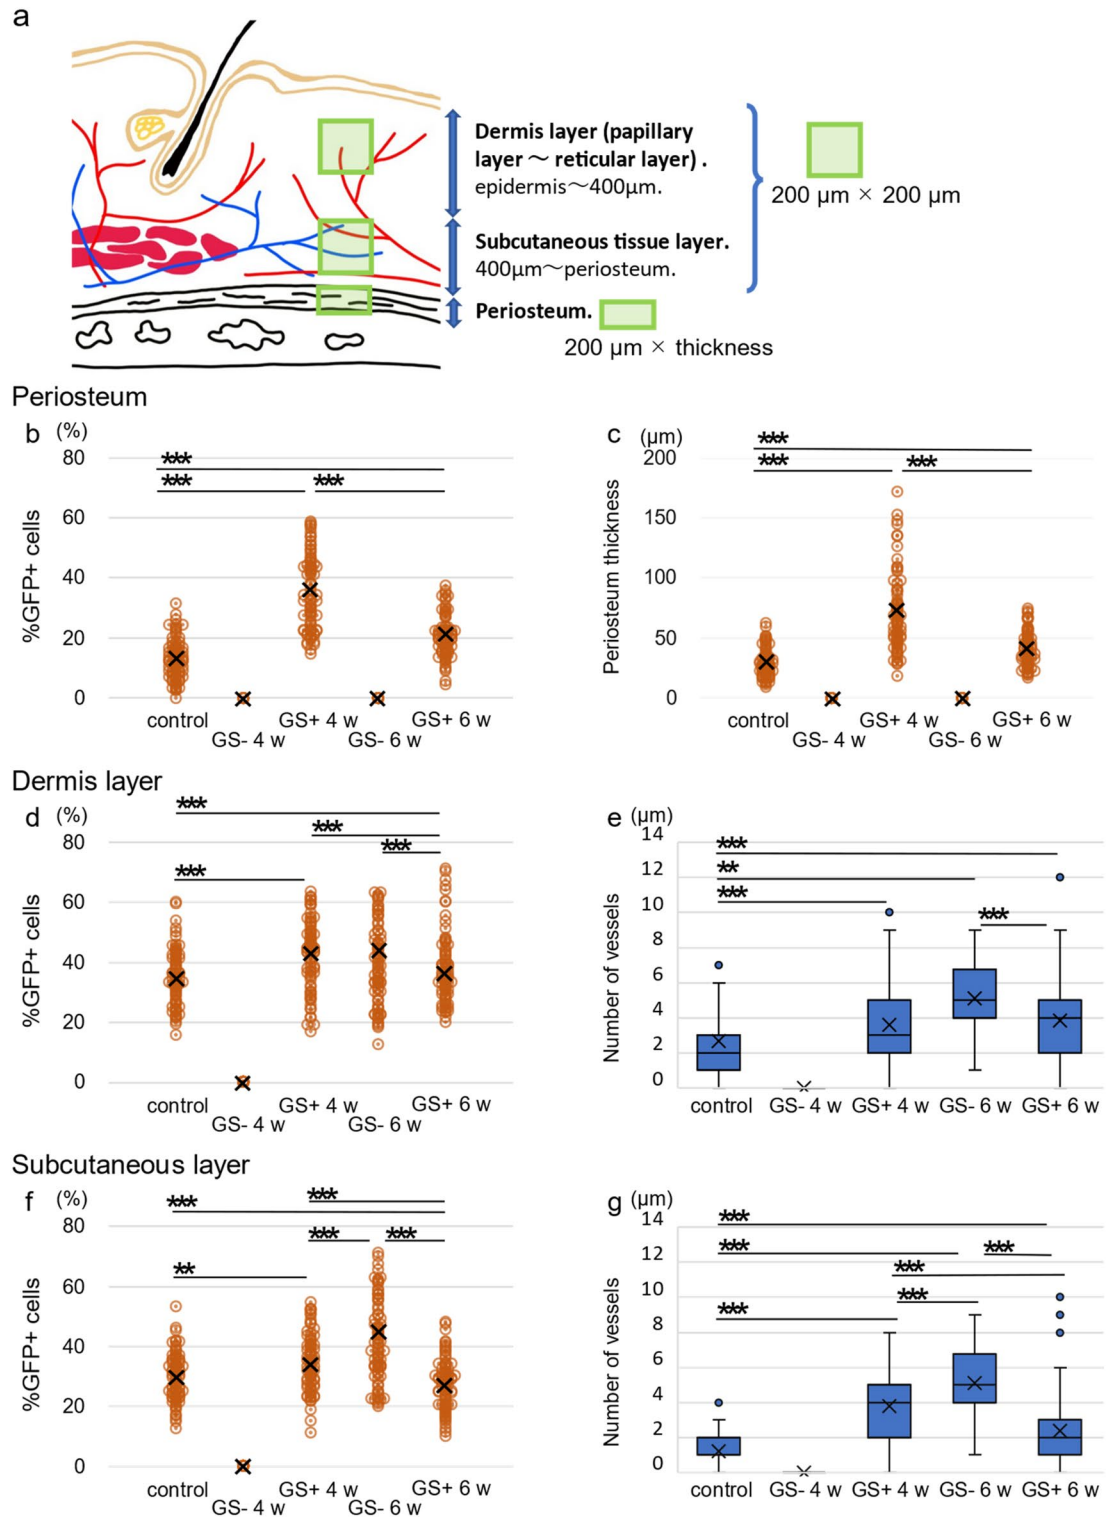 a
Dermis layer (papillary
layer ～ reticular layer) .
epidermis～400µm.
200 µm × 200 µm
Subcutaneous tissue layer.
400µm～periosteum.
Periosteum.
200 µm × thickness
Periosteum
b
(%)
80
60
40
20
0
%GFP+ cells
***
***
***
control
GS- 4 w
GS+ 4 w
GS- 6 w
GS+ 6 w
c
(µm)
200
150
100
50
0
Periosteum thickness
***
***
***
control
GS- 4 w
GS+ 4 w
GS- 6 w
GS+ 6 w
Dermis layer
d
(%)
80
60
40
20
0
%GFP+ cells
***
***
***
***
control
GS- 4 w
GS+ 4 w
GS- 6 w
GS+ 6 w
e
(µm)
14
12
10
8
6
4
2
0
Number of vessels
***
**
***
***
control
GS- 4 w
GS+ 4 w
GS- 6 w
GS+ 6 w
Subcutaneous layer
f
(%)
80
60
40
20
0
%GFP+ cells
***
***
***
***
**
control
GS- 4 w
GS+ 4 w
GS- 6 w
GS+ 6 w
g
(µm)
14
12
10
8
6
4
2
0
Number of vessels
***
***
***
***
***
***
control
GS- 4 w
GS+ 4 w
GS- 6 w
GS+ 6 w